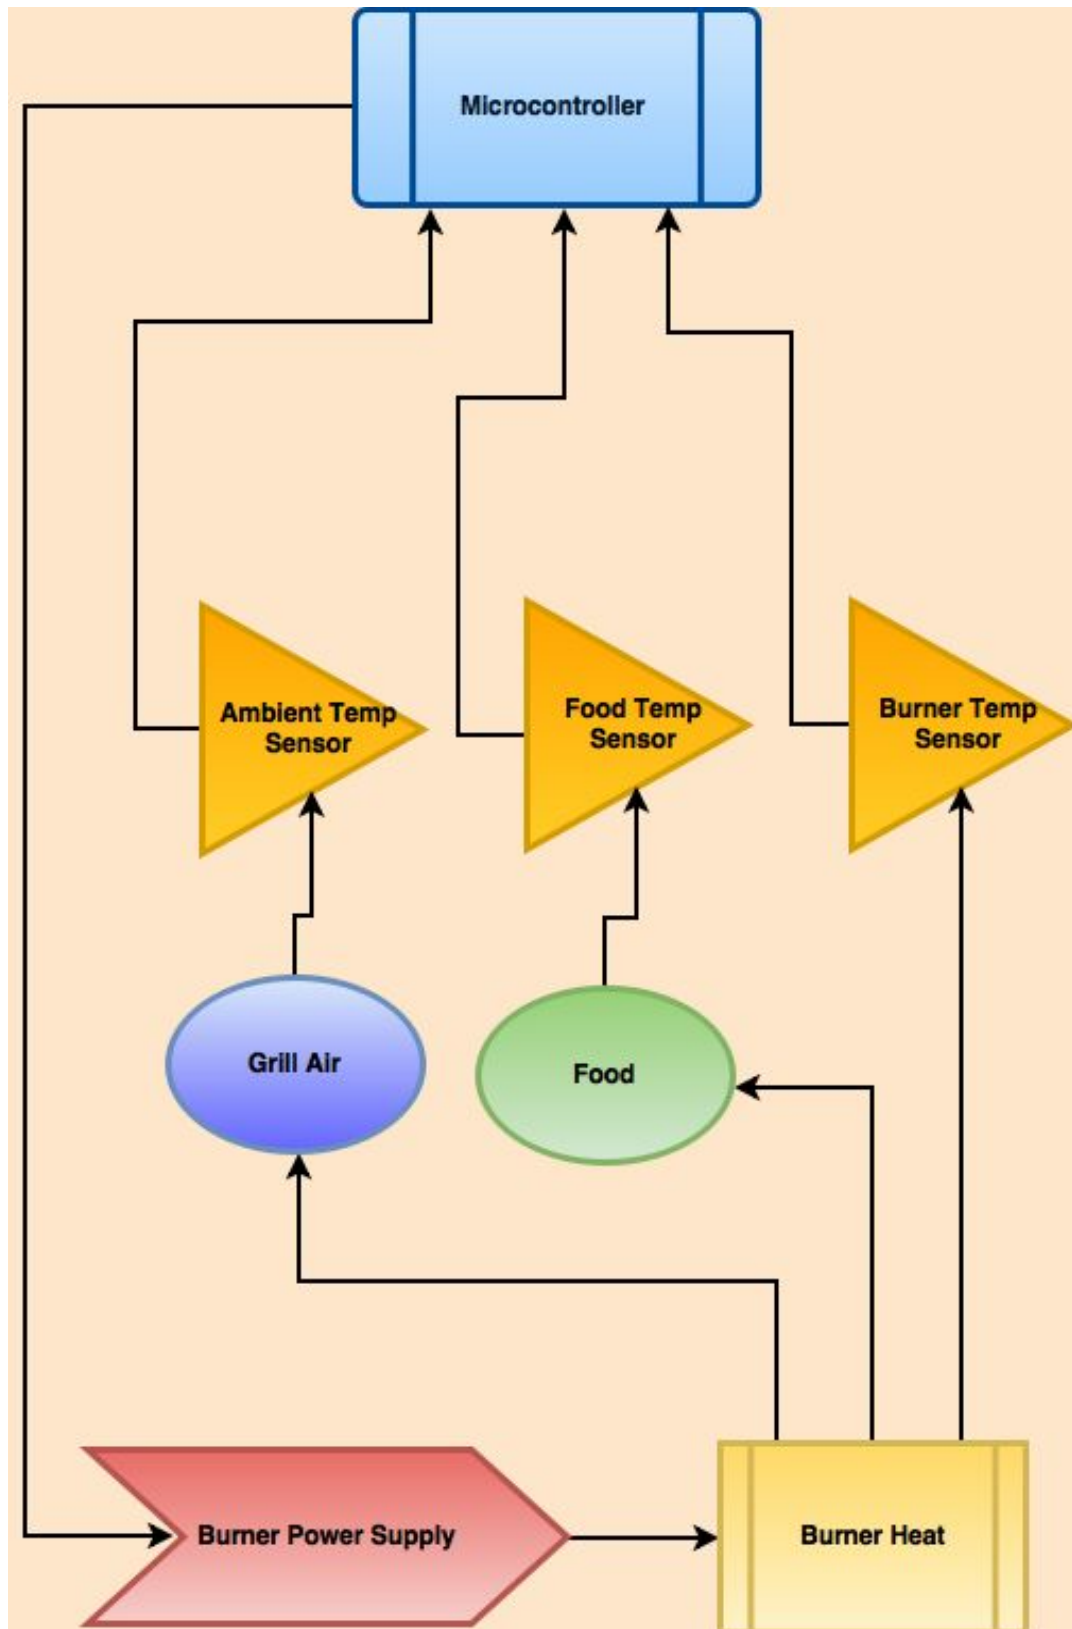 Microcontroller
Ambient Temp
Sensor
Food Temp
Sensor
Burner Temp
Sensor
Grill Air
Food
Burner Power Supply
Burner Heat